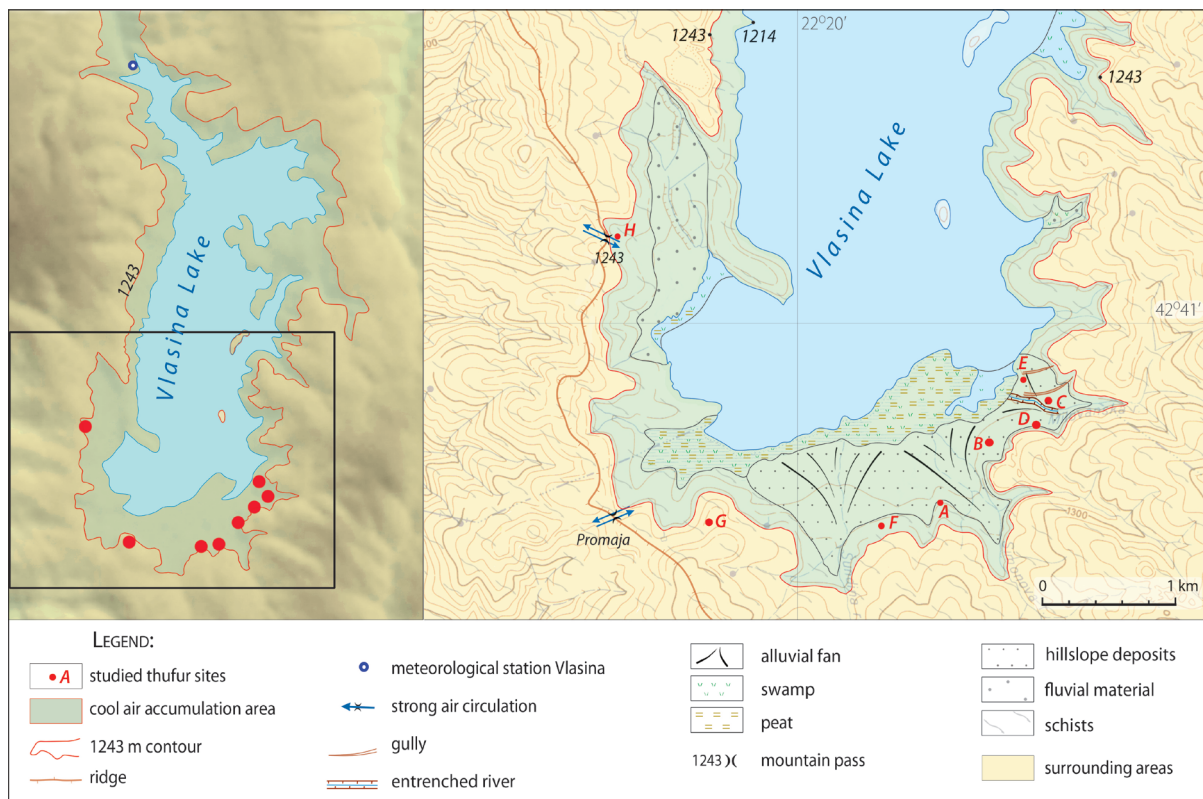 1243
Vlasina Lake
1243
1214
22°20'
1243
Vlasina Lake
H
1243
42°41'
E
C
D
B
A
F
G
Promaja
1300
0 1 km
LEGEND:
A studied thufur sites
cool air accumulation area
1243 m contour
ridge
meteorological station Vlasina
strong air circulation
gully
entrenched river
alluvial fan
swamp
peat
1243 mountain pass
hillslope deposits
fluvial material
schists
surrounding areas